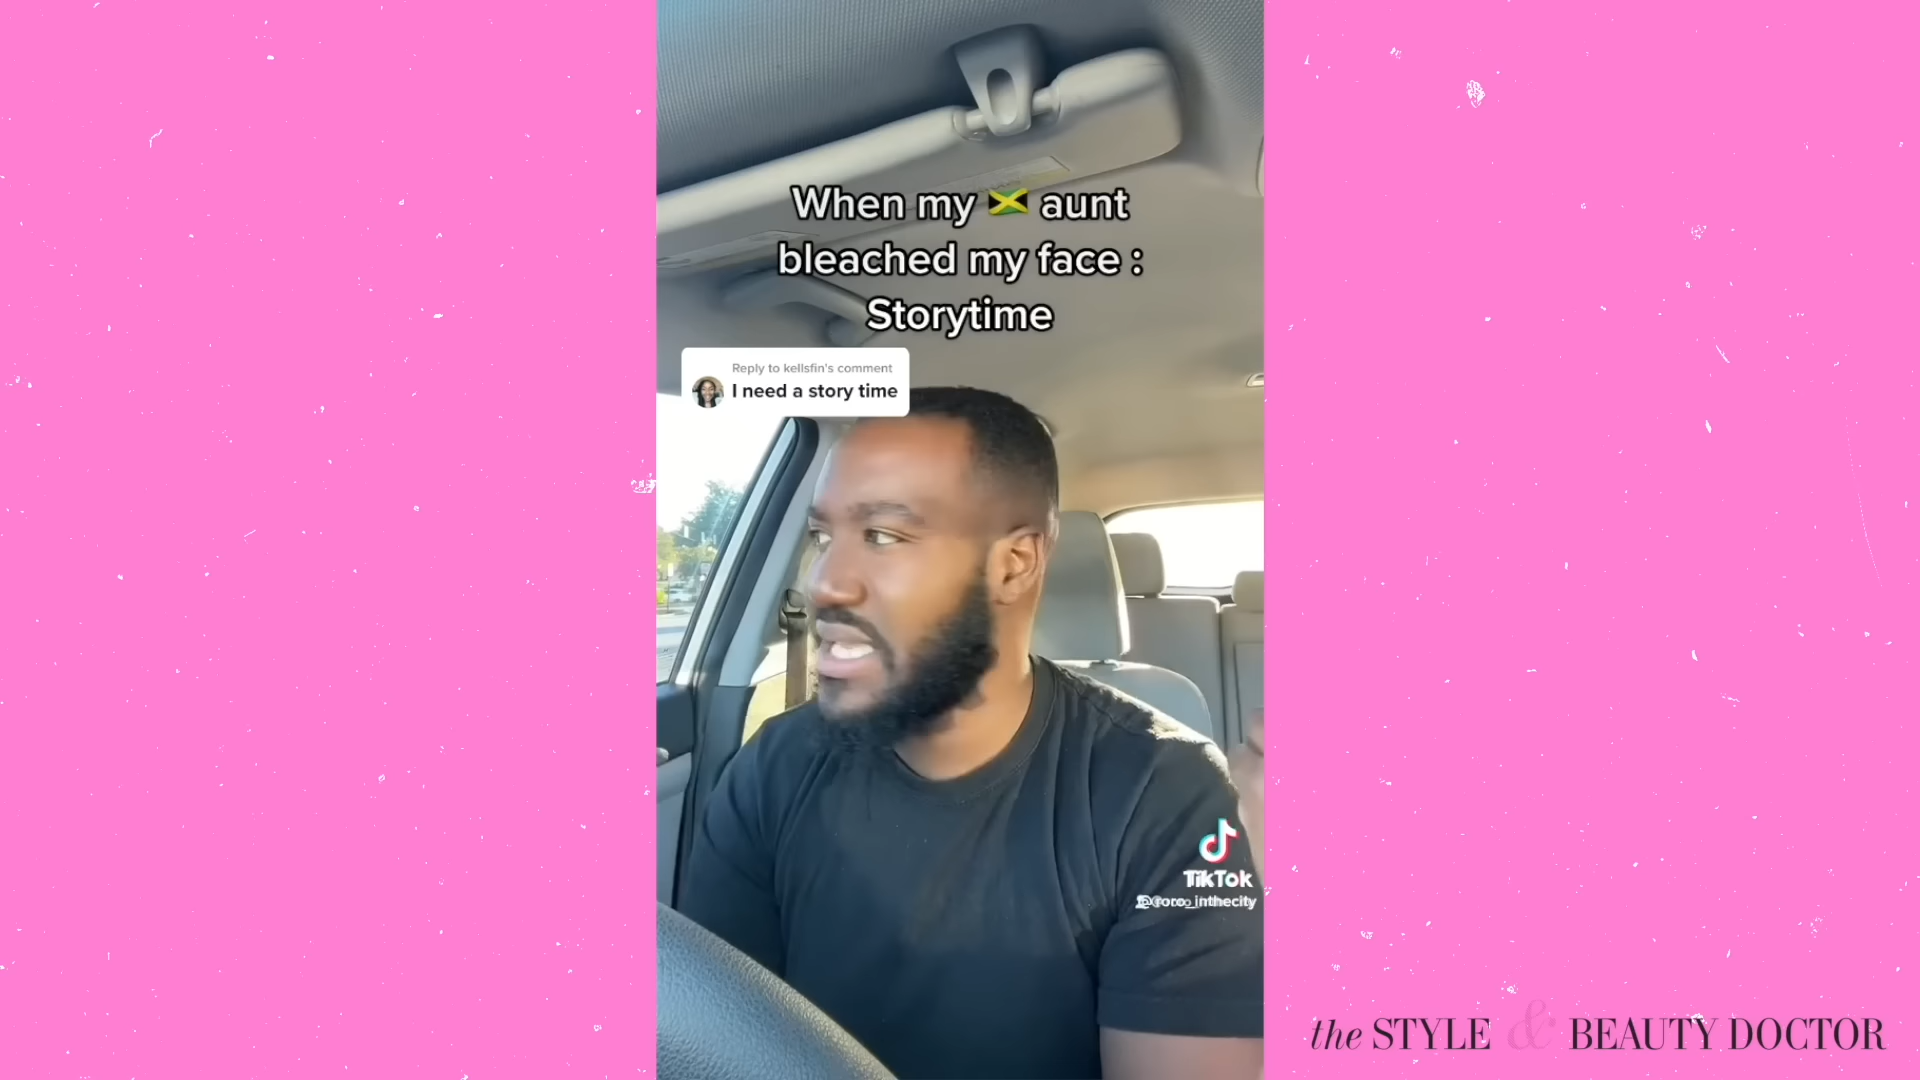 When my 🇯🇲 aunt
bleached my face :
Storytime
Reply to kellsfin's comment
I need a story time
TikTok
the STYLE & BEAUTY DOCTOR